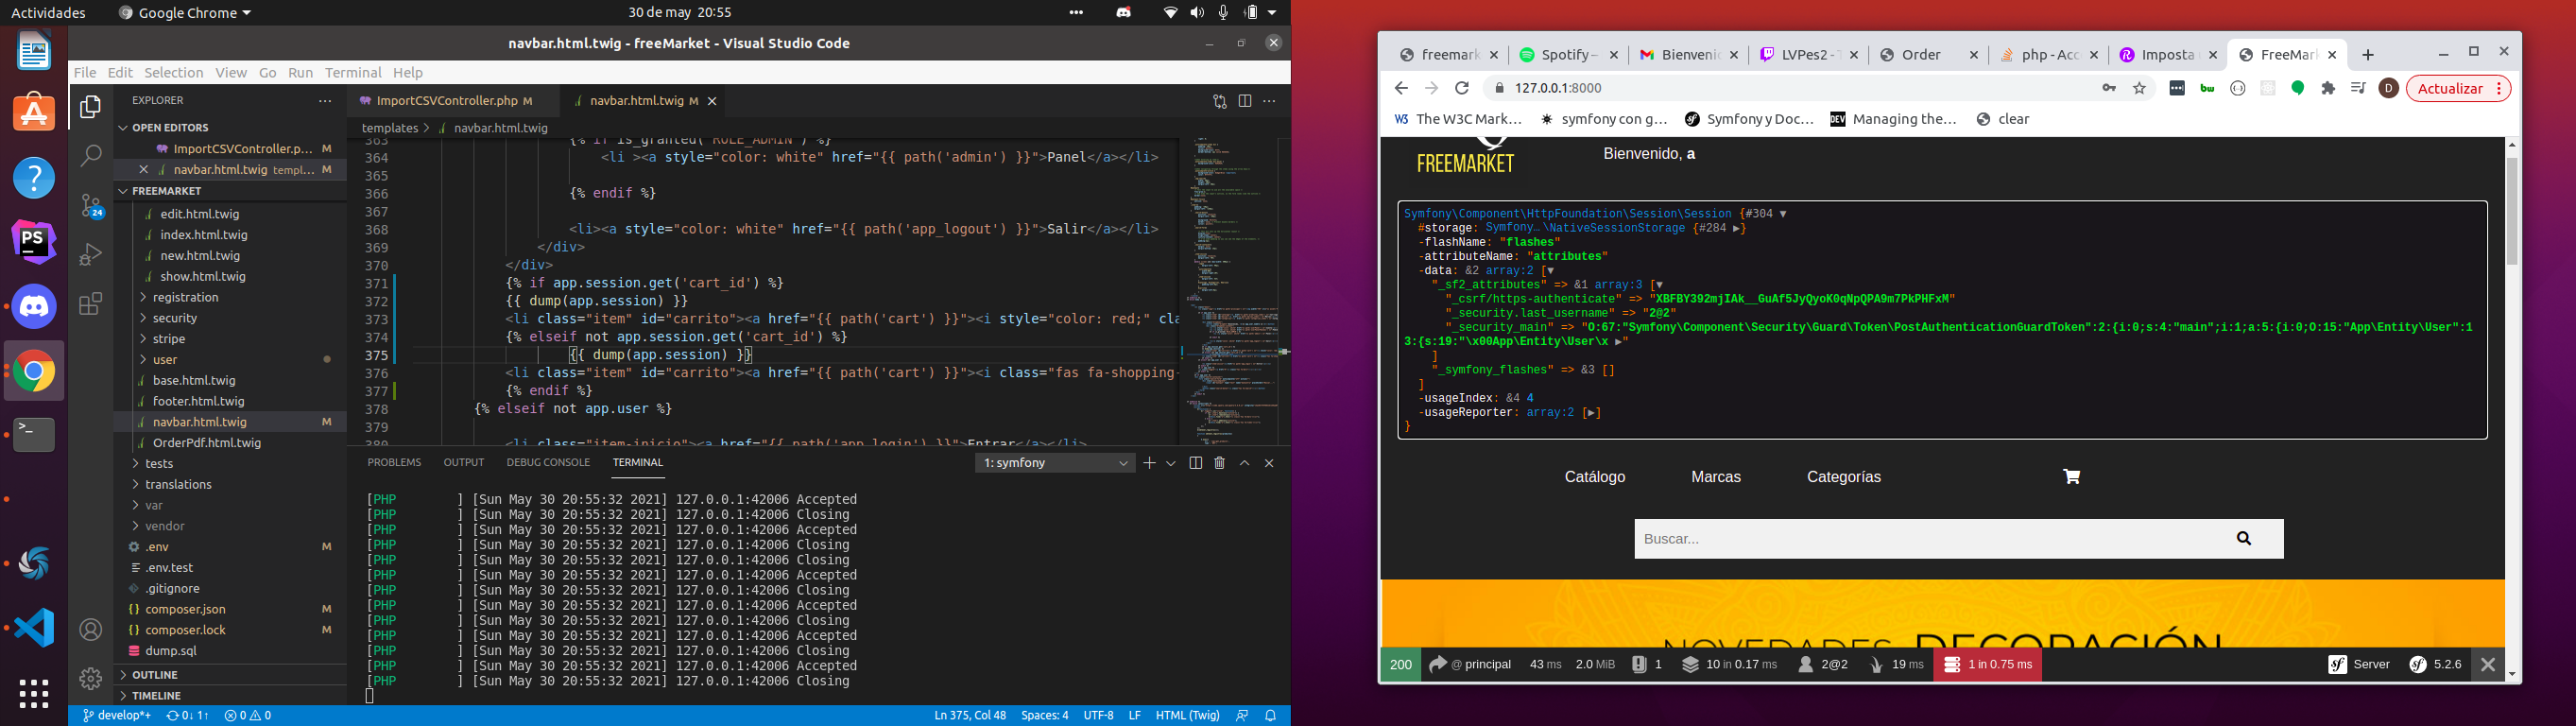 Actividades
Google Chrome
30 de may 20:55
navbar.html.twig - freeMarket - Visual Studio Code
File Edit Selection View Go Run Terminal Help
EXPLORER
OPEN EDITORS
ImportCSVController.p... M
navbar.html.twig templ... M
FREEMARKET
edit.html.twig
index.html.twig
new.html.twig
show.html.twig
registration
security
stripe
user
base.html.twig
footer.html.twig
navbar.html.twig M
OrderPdf.html.twig
tests
translations
var
vendor
.env M
.env.test
.gitignore
composer.json M
composer.lock M
dump.sql
OUTLINE
TIMELINE
24
PS
ImportCSVController.php M
navbar.html.twig M
templates > navbar.html.twig
363 {% if is_granted('ROLE_ADMIN') %}
364 <li ><a style="color: white" href="{{ path('admin') }}">Panel</a></li>
365
366 {% endif %}
367
368 <li><a style="color: white" href="{{ path('app_logout') }}">Salir</a></li>
369 </div>
370 </div>
371 {% if app.session.get('cart_id') %}
372 {{ dump(app.session) }}
373 <li class="item" id="carrito"><a href="{{ path('cart') }}"><i style="color: red;" cla
374 {% elseif not app.session.get('cart_id') %}
375 {{ dump(app.session) }}
376 <li class="item" id="carrito"><a href="{{ path('cart') }}"><i class="fas fa-shopping-
377 {% endif %}
378 {% elseif not app.user %}
379
380 <li class="item-inicio"><a href="{{ path('app_login') }}">Entrar</a></li>
PROBLEMS OUTPUT DEBUG CONSOLE TERMINAL
1: symfony
[PHP ] [Sun May 30 20:55:32 2021] 127.0.0.1:42006 Accepted
[PHP ] [Sun May 30 20:55:32 2021] 127.0.0.1:42006 Closing
[PHP ] [Sun May 30 20:55:32 2021] 127.0.0.1:42006 Accepted
[PHP ] [Sun May 30 20:55:32 2021] 127.0.0.1:42006 Closing
[PHP ] [Sun May 30 20:55:32 2021] 127.0.0.1:42006 Closing
[PHP ] [Sun May 30 20:55:32 2021] 127.0.0.1:42006 Accepted
[PHP ] [Sun May 30 20:55:32 2021] 127.0.0.1:42006 Closing
[PHP ] [Sun May 30 20:55:32 2021] 127.0.0.1:42006 Accepted
[PHP ] [Sun May 30 20:55:32 2021] 127.0.0.1:42006 Closing
[PHP ] [Sun May 30 20:55:32 2021] 127.0.0.1:42006 Accepted
[PHP ] [Sun May 30 20:55:32 2021] 127.0.0.1:42006 Closing
[PHP ] [Sun May 30 20:55:32 2021] 127.0.0.1:42006 Accepted
[PHP ] [Sun May 30 20:55:32 2021] 127.0.0.1:42006 Closing
develop*+ 0↓ 1↑ 0 0
Ln 375, Col 48 Spaces: 4 UTF-8 LF HTML (Twig)
freemark Spotify – Bienvenid LVPes2 - T Order php - Acc Imposta FreeMark
127.0.0.1:8000
D Actualizar
W3 The W3C Mark... symfony con g... Symfony y Doc... DEV Managing the... clear
FREEMARKET
Bienvenido, a
Symfony\Component\HttpFoundation\Session\Session {#304 ▼
#storage: Symfony…\NativeSessionStorage {#284 ▶}
-flashName: "flashes"
-attributeName: "attributes"
-data: &2 array:2 [▼
"_sf2_attributes" => &1 array:3 [▼
"_csrf/https-authenticate" => "XBFBY392mjIAk__GuAf5JyQyoK0qNpQPA9m7PkPHFxM"
"_security.last_username" => "2@2"
"_security_main" => "O:67:"Symfony\Component\Security\Guard\Token\PostAuthenticationGuardToken":2:{i:0;s:4:"main";i:1;a:5:{i:0;O:15:"App\Entity\User":1
3:{s:19:"\x00App\Entity\User\x ▶"
]
"_symfony_flashes" => &3 []
]
-usageIndex: &4 4
-usageReporter: array:2 [▶]
}
Catálogo Marcas Categorías
Buscar...
NOVEDADES DECORACIÓN
200 @ principal 43 ms 2.0 MiB 1 10 in 0.17 ms 2@2 19 ms 1 in 0.75 ms Server 5.2.6